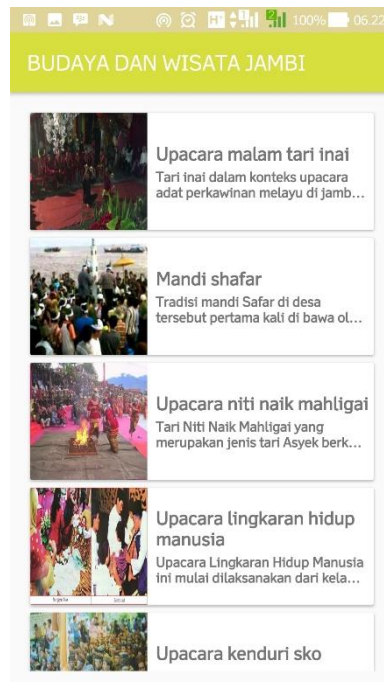 100% 06.22
BUDAYA DAN WISATA JAMBI
Upacara malam tari inai
Tari inai dalam konteks upacara
adat perkawinan melayu di jamb...
Mandi shafar
Tradisi mandi Safar di desa
tersebut pertama kali di bawa ol...
Upacara niti naik mahligai
Tari Niti Naik Mahligai yang
merupakan jenis tari Asyek berk...
Upacara lingkaran hidup
manusia
Upacara Lingkaran Hidup Manusia
ini mulai dilaksanakan dari kela...
Upacara kenduri sko